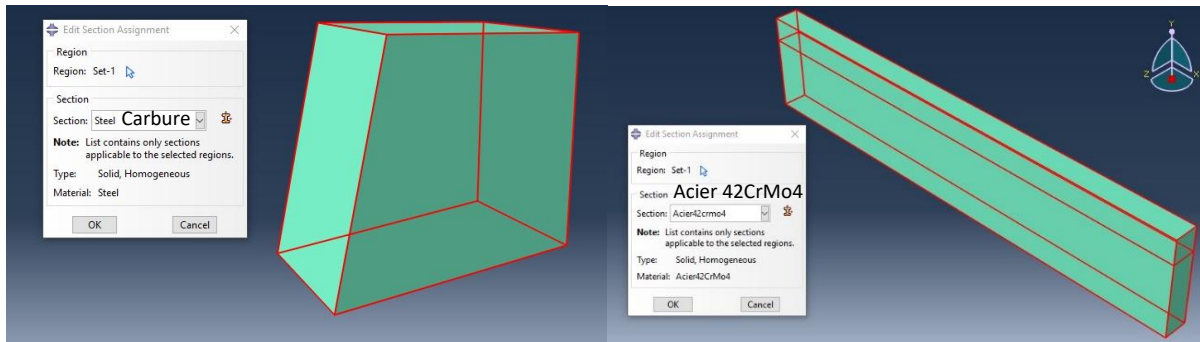 Edit Section Assignment
Region
Region: Set-1
Section
Section: Steel Carbure
Note: List contains only sections
applicable to the selected regions.
Type: Solid, Homogeneous
Material: Steel
OK Cancel
Edit Section Assignment
Region
Region: Set-1
Section Acier 42CrMo4
Section: Acier42crmo4
Note: List contains only sections
applicable to the selected regions.
Type: Solid, Homogeneous
Material: Acier42CrMo4
OK Cancel
Y
Z X